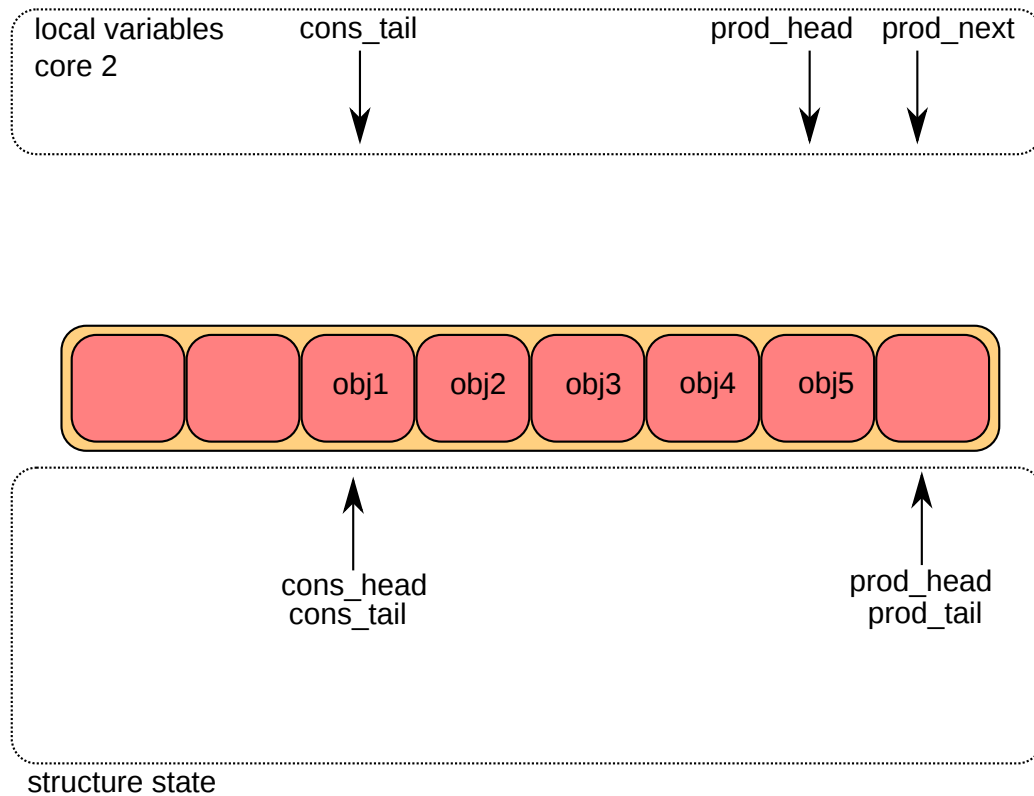 local variables
core 2
cons_tail
prod_head
prod_next
obj1
obj2
obj3
obj4
obj5
cons_head
cons_tail
prod_head
prod_tail
structure state